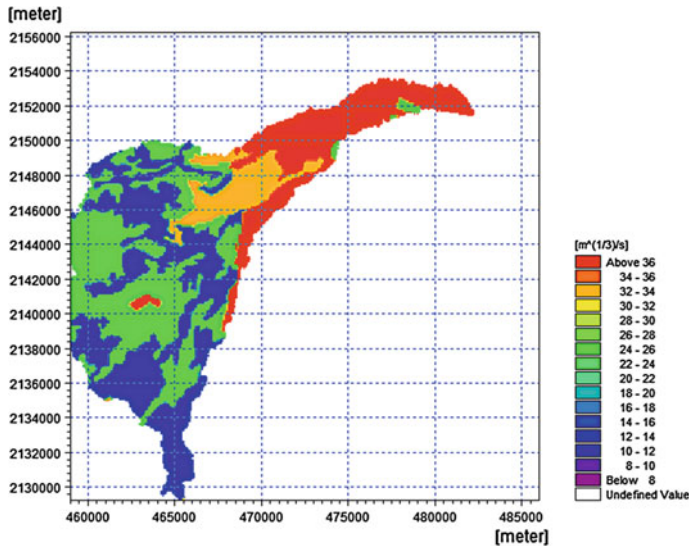 [meter]
2156000
2154000
2152000
2150000
2148000
2146000
2144000
2142000
2140000
2138000
2136000
2134000
2132000
2130000
460000 465000 470000 475000 480000 485000
[meter]
[m^(1/3)/s]
Above 36
34 - 36
32 - 34
30 - 32
28 - 30
26 - 28
24 - 26
22 - 24
20 - 22
18 - 20
16 - 18
14 - 16
12 - 14
10 - 12
8 - 10
Below 8
Undefined Value